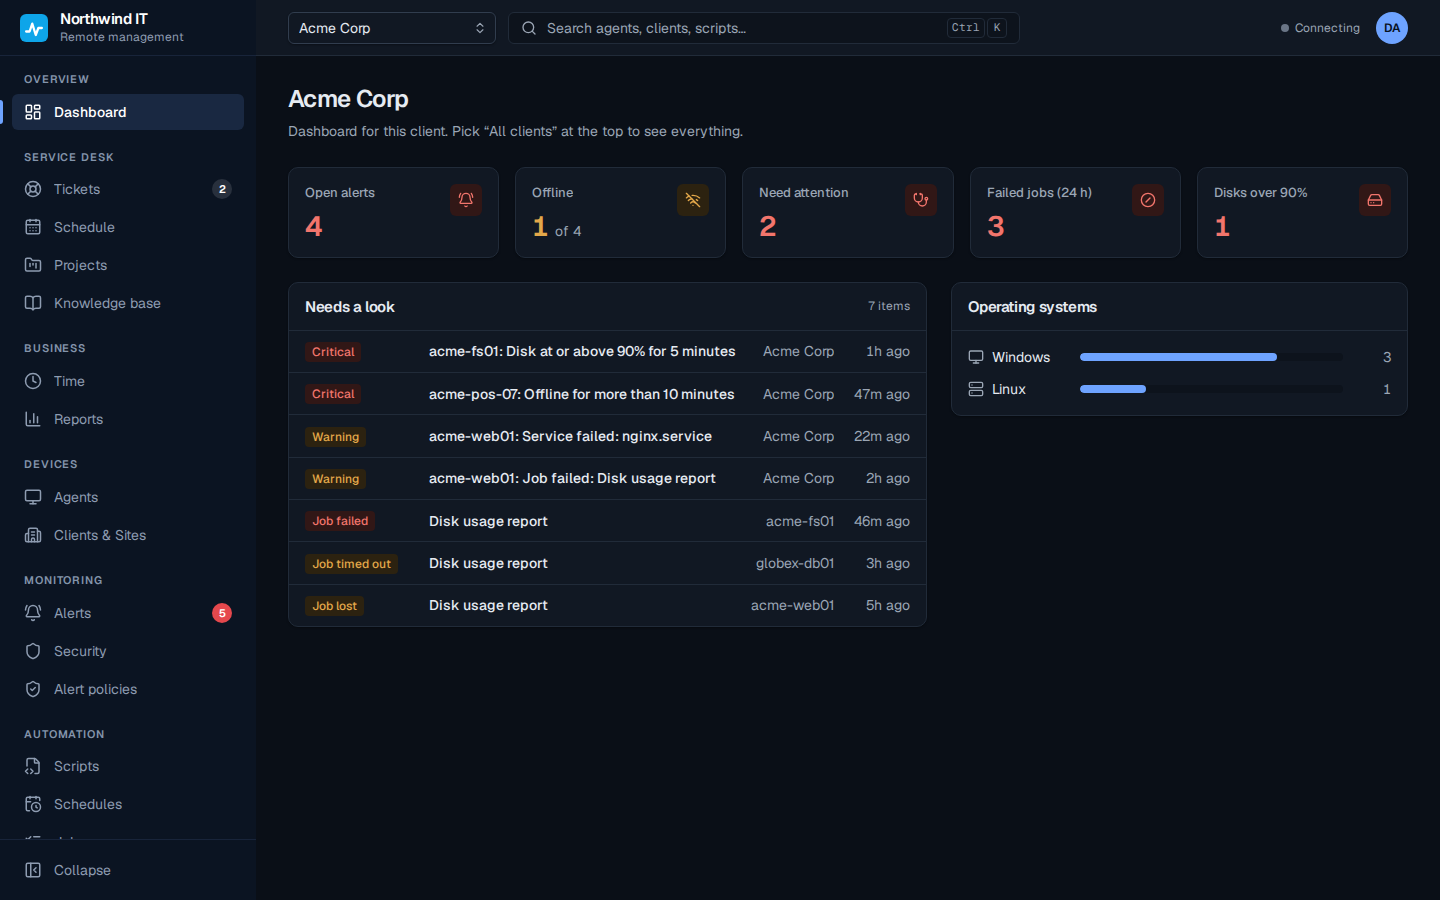 Northwind IT
Remote management
Acme Corp
Search agents, clients, scripts...
Ctrl K
Connecting
DA
OVERVIEW
Dashboard
SERVICE DESK
Tickets 2
Schedule
Projects
Knowledge base
BUSINESS
Time
Reports
DEVICES
Agents
Clients & Sites
MONITORING
Alerts 5
Security
Alert policies
AUTOMATION
Scripts
Schedules
Collapse
Acme Corp
Dashboard for this client. Pick “All clients” at the top to see everything.
Open alerts
4
Offline
1 of 4
Need attention
2
Failed jobs (24 h)
3
Disks over 90%
1
Needs a look 7 items
Critical acme-fs01: Disk at or above 90% for 5 minutes Acme Corp 1h ago
Critical acme-pos-07: Offline for more than 10 minutes Acme Corp 47m ago
Warning acme-web01: Service failed: nginx.service Acme Corp 22m ago
Warning acme-web01: Job failed: Disk usage report Acme Corp 2h ago
Job failed Disk usage report acme-fs01 46m ago
Job timed out Disk usage report globex-db01 3h ago
Job lost Disk usage report acme-web01 5h ago
Operating systems
Windows 3
Linux 1